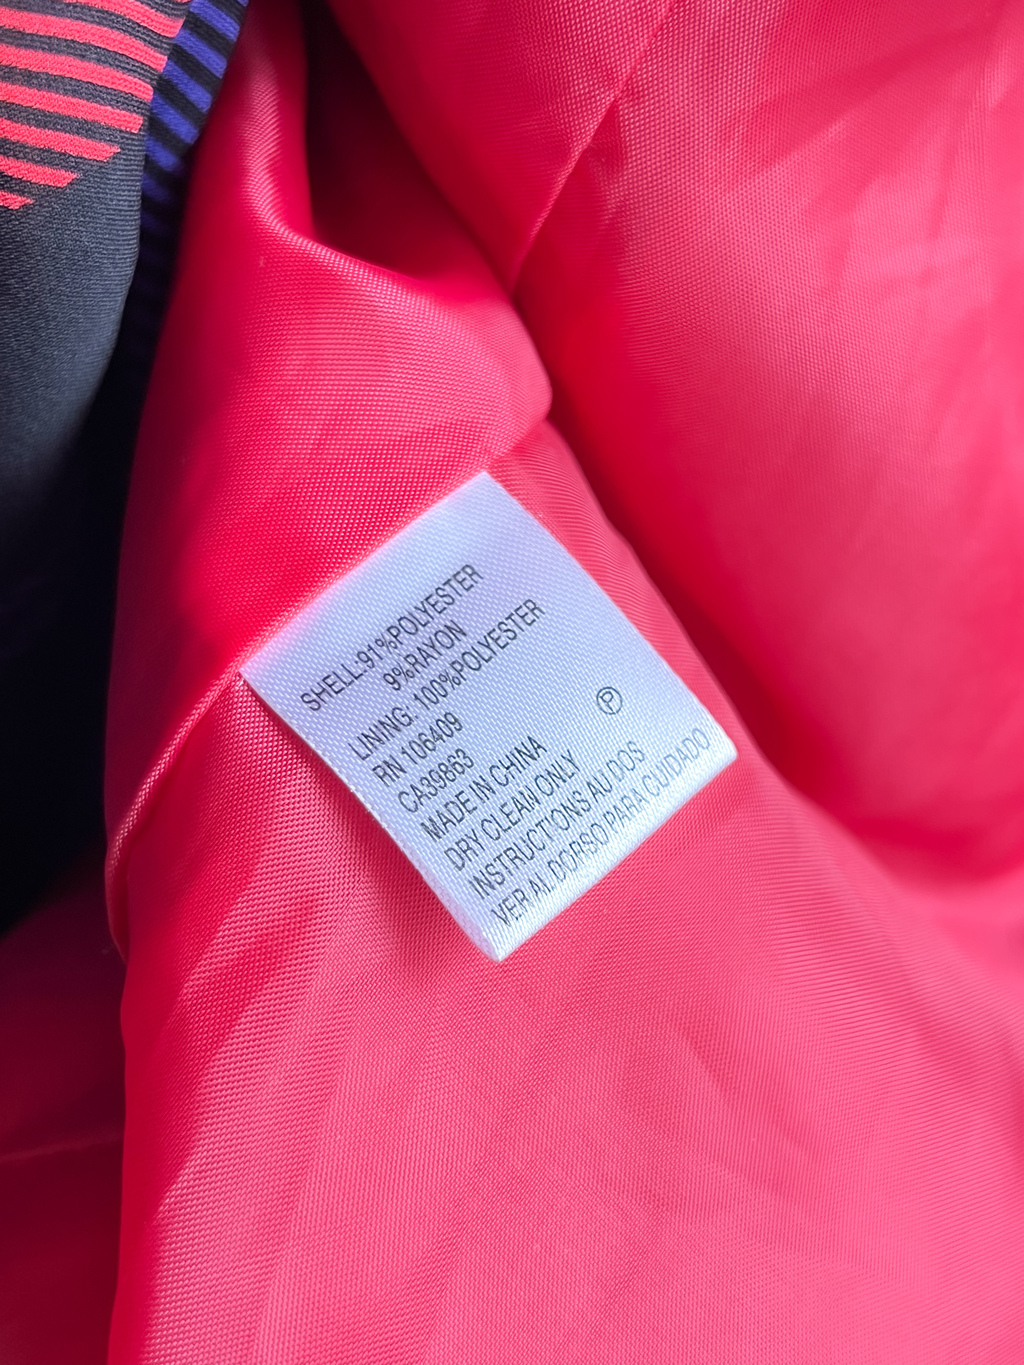 SHELL:91%POLYESTER
9%RAYON
LINING: 100%POLYESTER
RN 106409
CA39863
MADE IN CHINA
DRY CLEAN ONLY Ⓟ
INSTRUCTIONS AU DOS
VER AL DORSO PARA CUIDADO